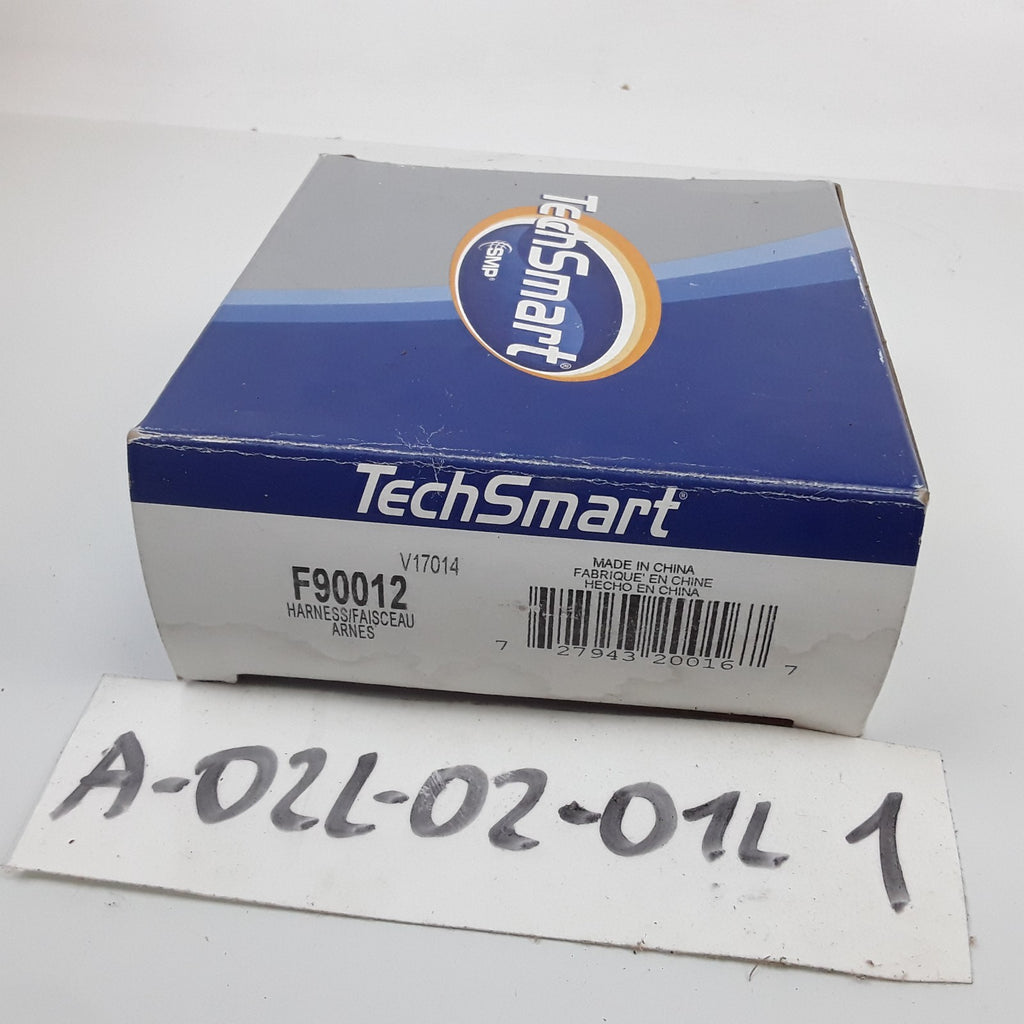 TechSmart®
SMP®
TechSmart®
V17014
F90012
HARNESS/FAISCEAU
ARNES
MADE IN CHINA
FABRIQUE' EN CHINE
HECHO EN CHINA
7 27943 20016 7
A-02L-02-01L 1